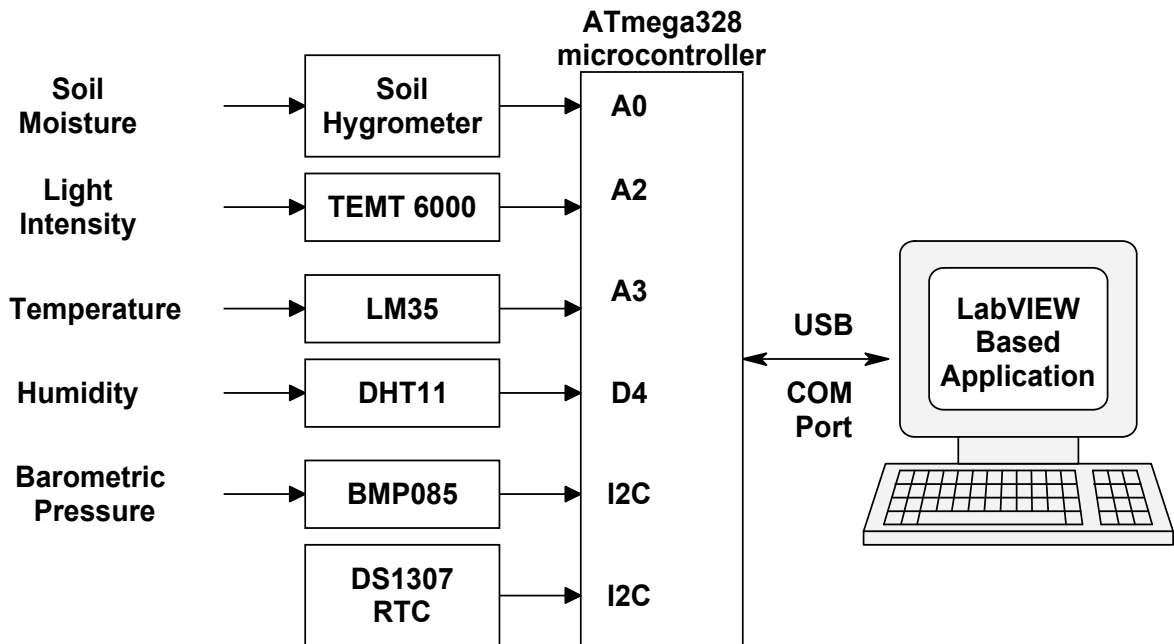 ATmega328
microcontroller
Soil
Moisture
Soil
Hygrometer
A0
Light
Intensity
TEMT 6000
A2
Temperature
LM35
A3
Humidity
DHT11
D4
Barometric
Pressure
BMP085
I2C
DS1307
RTC
I2C
USB
COM
Port
LabVIEW
Based
Application